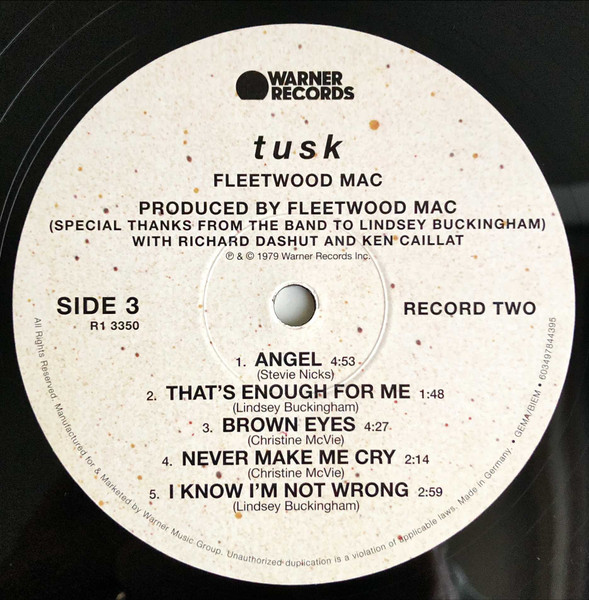 WARNER
RECORDS
tusk
FLEETWOOD MAC
PRODUCED BY FLEETWOOD MAC
(SPECIAL THANKS FROM THE BAND TO LINDSEY BUCKINGHAM)
WITH RICHARD DASHUT AND KEN CAILLAT
℗ & © 1979 Warner Records Inc.
SIDE 3
R1 3350
RECORD TWO
1. ANGEL 4:53
(Stevie Nicks)
2. THAT'S ENOUGH FOR ME 1:48
(Lindsey Buckingham)
3. BROWN EYES 4:27
(Christine McVie)
4. NEVER MAKE ME CRY 2:14
(Christine McVie)
5. I KNOW I'M NOT WRONG 2:59
(Lindsey Buckingham)
All Rights Reserved. Manufactured for & Marketed by Warner Music Group. Unauthorized duplication is a violation of applicable laws. Made in Germany. • GEMA/BIEM • 603497844395